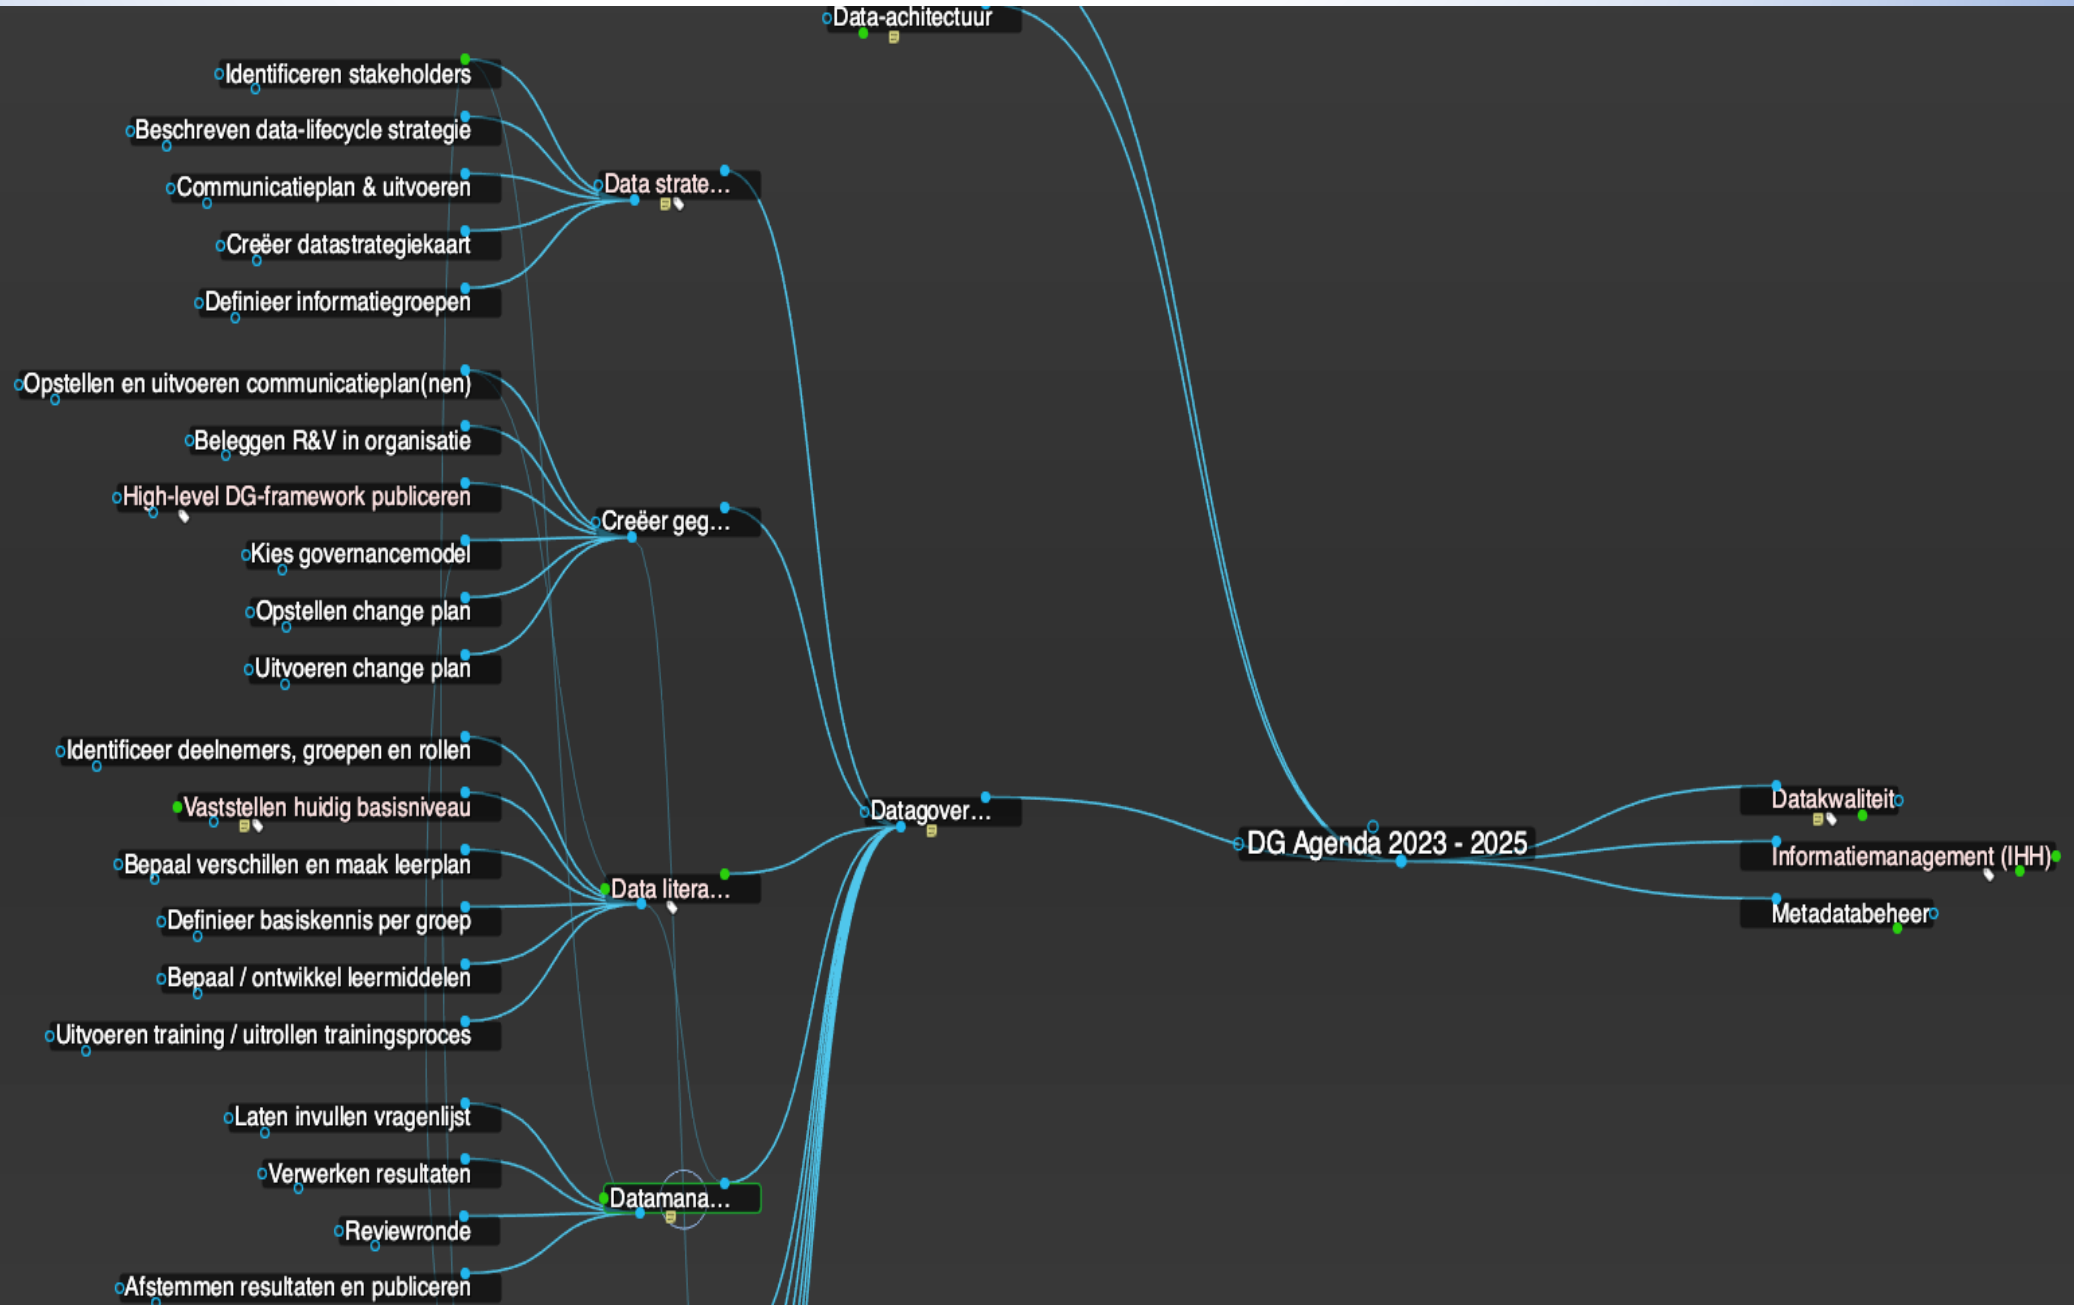 Data-achitectuur
Identificeren stakeholders
Beschreven data-lifecycle strategie
Communicatieplan & uitvoeren
Creëer datastrategiekaart
Definieer informatiegroepen
Data strate...
Opstellen en uitvoeren communicatieplan(nen)
Beleggen R&V in organisatie
High-level DG-framework publiceren
Kies governancemodel
Opstellen change plan
Uitvoeren change plan
Creëer geg...
Identificeer deelnemers, groepen en rollen
Vaststellen huidig basisniveau
Bepaal verschillen en maak leerplan
Definieer basiskennis per groep
Bepaal / ontwikkel leermiddelen
Uitvoeren training / uitrollen trainingsproces
Data litera...
Laten invullen vragenlijst
Verwerken resultaten
Reviewronde
Afstemmen resultaten en publiceren
Datamana...
Datagover...
DG Agenda 2023 - 2025
Datakwaliteit
Informatiemanagement (IHH)
Metadatabeheer